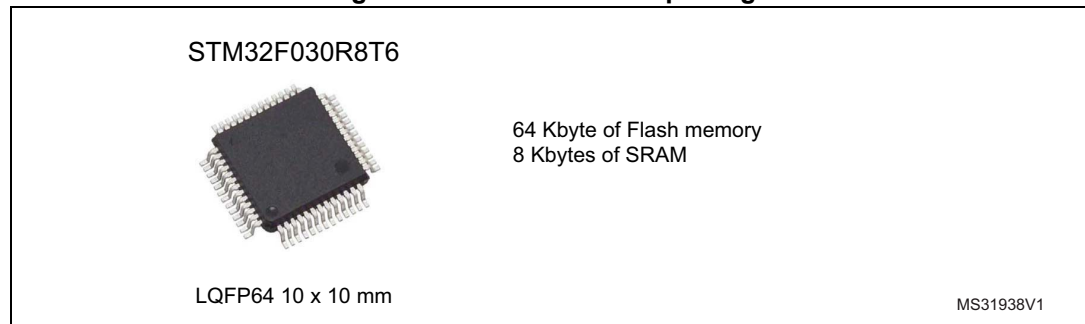 STM32F030R8T6
64 Kbyte of Flash memory
8 Kbytes of SRAM
LQFP64 10 x 10 mm
MS31938V1